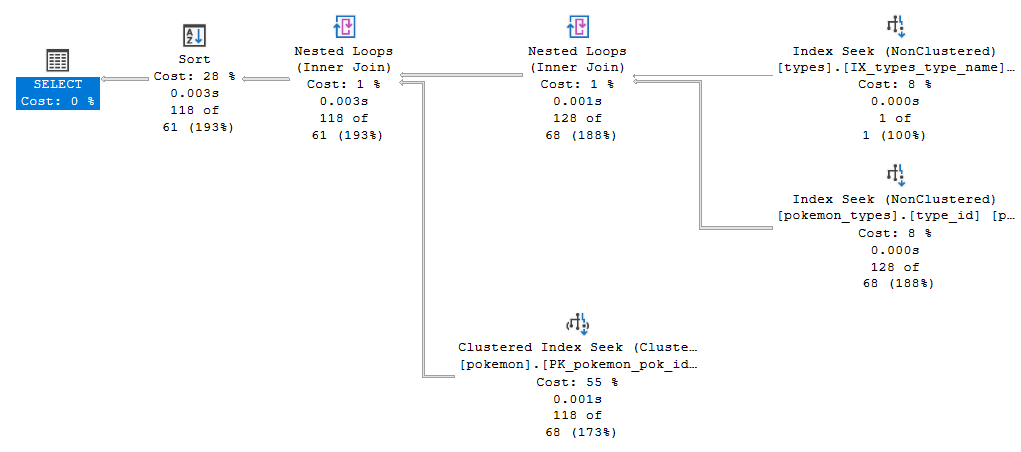 SELECT
Cost: 0 %
Sort
Cost: 28 %
0.003s
118 of
61 (193%)
Nested Loops
(Inner Join)
Cost: 1 %
0.003s
118 of
61 (193%)
Nested Loops
(Inner Join)
Cost: 1 %
0.001s
128 of
68 (188%)
Index Seek (NonClustered)
[types].[IX_types_type_name]…
Cost: 8 %
0.000s
1 of
1 (100%)
Index Seek (NonClustered)
[pokemon_types].[type_id] [p…
Cost: 8 %
0.000s
128 of
68 (188%)
Clustered Index Seek (Cluste…
[pokemon].[PK_pokemon_pok_id…
Cost: 55 %
0.001s
118 of
68 (173%)